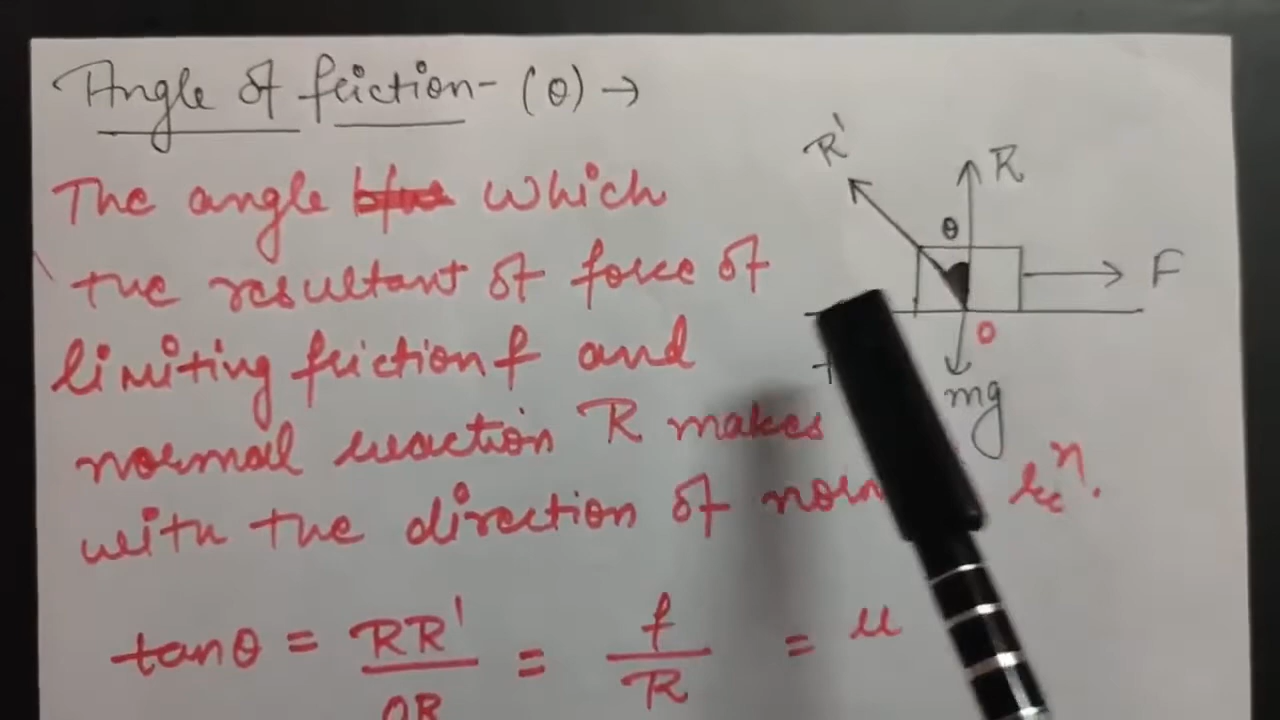 Angle of friction- (θ) →
The angle which
the resultant of force of
limiting friction f and
normal reaction R makes
with the direction of
tanθ = RR' / OR = f / R = μ
R'
R
θ
F
O
mg